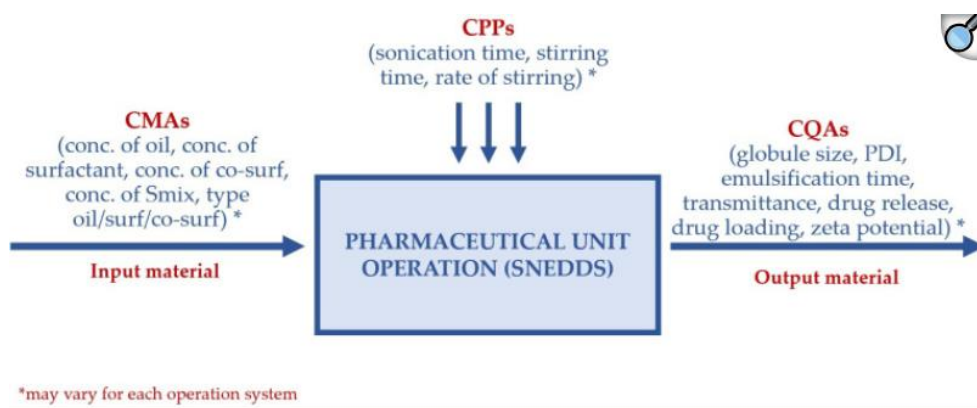 CPPs
(sonication time, stirring
time, rate of stirring) *
CMAs
(conc. of oil, conc. of
surfactant, conc. of co-surf,
conc. of Smix, type
oil/surf/co-surf) *
Input material
PHARMACEUTICAL UNIT
OPERATION (SNEDDS)
CQAs
(globule size, PDI,
emulsification time,
transmittance, drug release,
drug loading, zeta potential) *
Output material
*may vary for each operation system